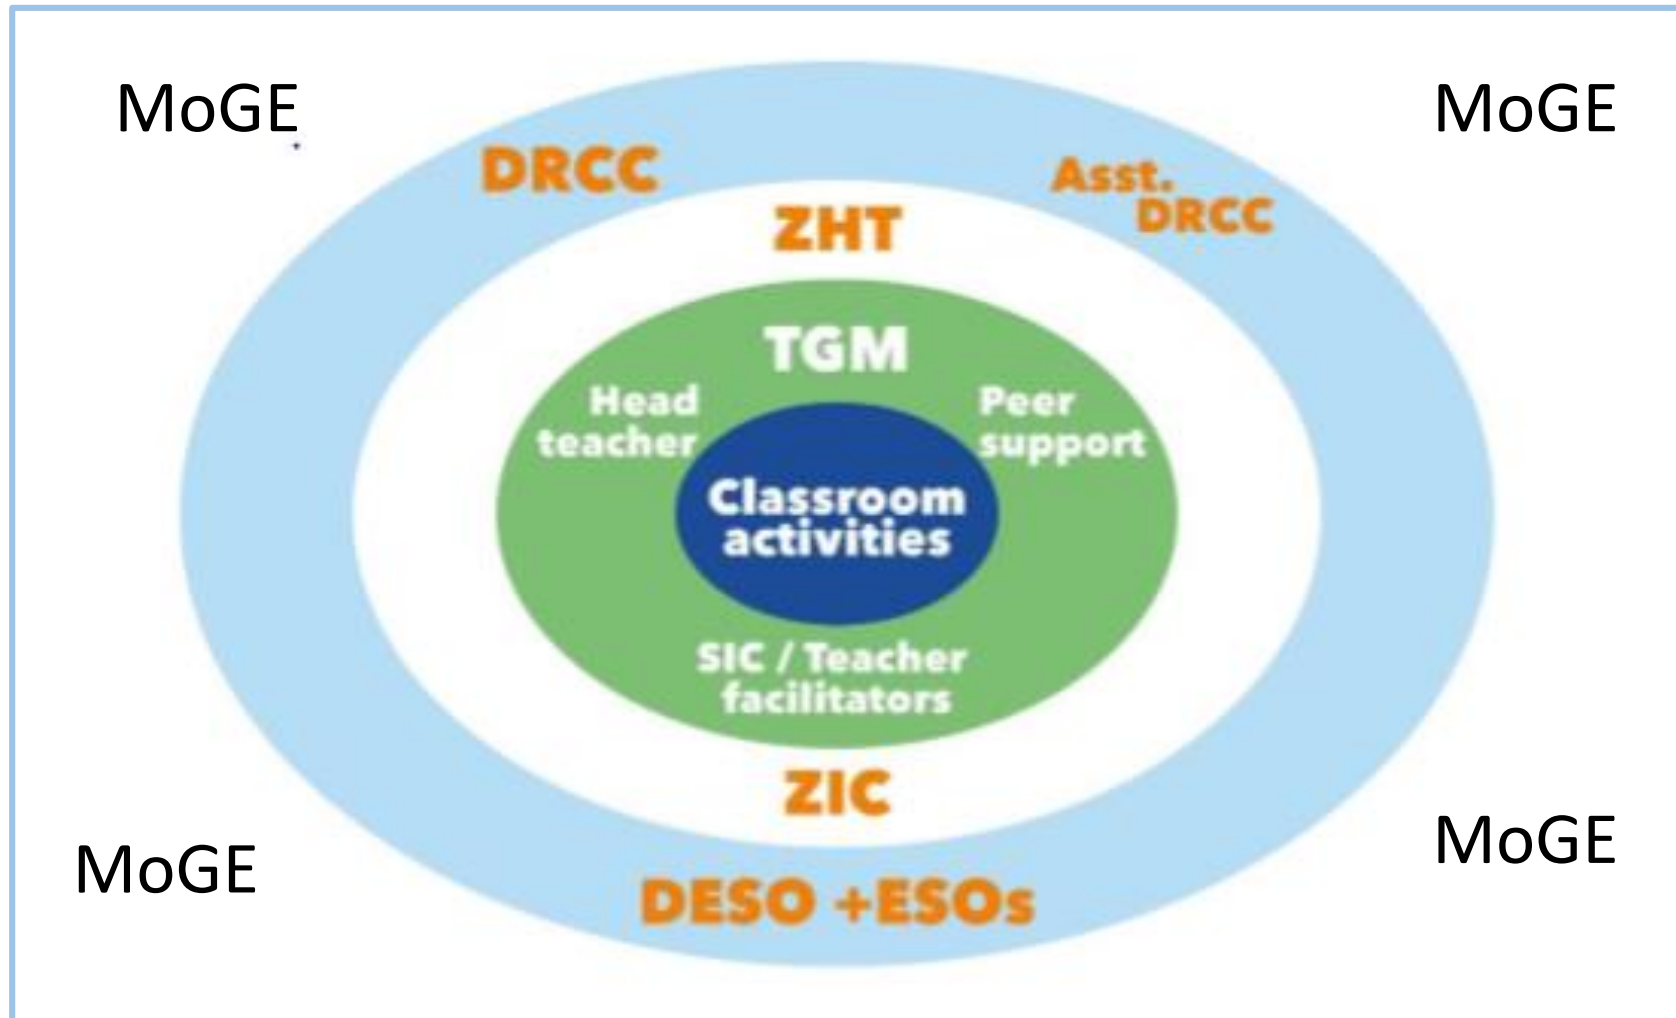 MoGE
MoGE
DRCC
Asst.
DRCC
ZHT
TGM
Head
teacher
Peer
support
Classroom
activities
SIC / Teacher
facilitators
ZIC
MoGE
MoGE
DESO +ESOs